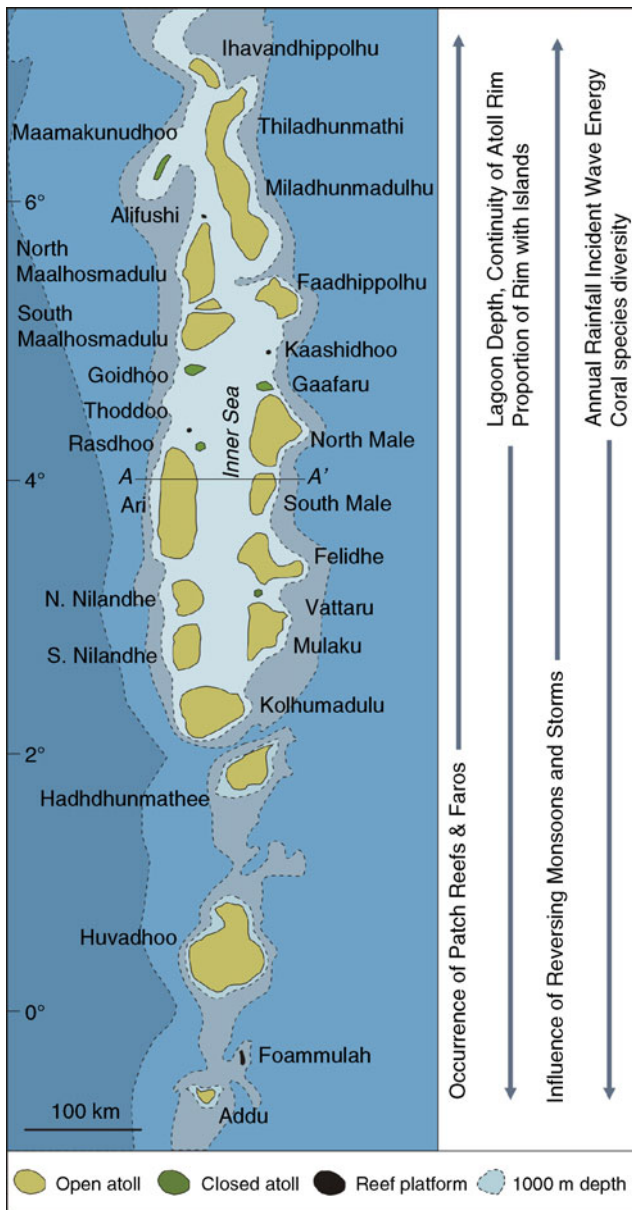 Ihavandhippolhu
Maamakunudhoo
Thiladhunmathi
6°
Miladhunmadulhu
Alifushi
North
Maalhosmadulu
Faadhippolhu
South
Maalhosmadulu
Kaashidhoo
Goidhoo
Gaafaru
Thoddoo
Inner Sea
Rasdhoo
North Male
4°
A
A'
Ari
South Male
Felidhe
N. Nilandhe
Vattaru
S. Nilandhe
Mulaku
Kolhumadulu
2°
Hadhdhunmathee
Huvadhoo
0°
Foammulah
100 km
Addu
Occurrence of Patch Reefs & Faros
Lagoon Depth, Continuity of Atoll Rim
Proportion of Rim with Islands
Influence of Reversing Monsoons and Storms
Annual Rainfall Incident Wave Energy
Coral species diversity
Open atoll
Closed atoll
Reef platform
1000 m depth